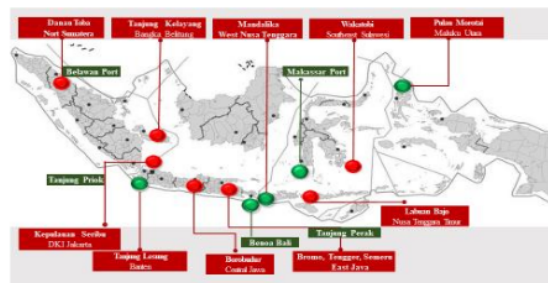 Danau Toba
Nort Sumatera
Tanjung Kelayang
Bangka Belitung
Mandalika
West Nusa Tenggara
Wakatobi
Southeast Sulawesi
Pulau Morotai
Maluku Utara
Belawan Port
Makassar Port
Tanjung Priok
Kepulauan Seribu
DKI Jakarta
Tanjung Lesung
Banten
Borobudur
Central Java
Benoa Bali
Tanjung Perak
Bromo, Tengger, Semeru
East Java
Labuan Bajo
Nusa Tenggara Timur